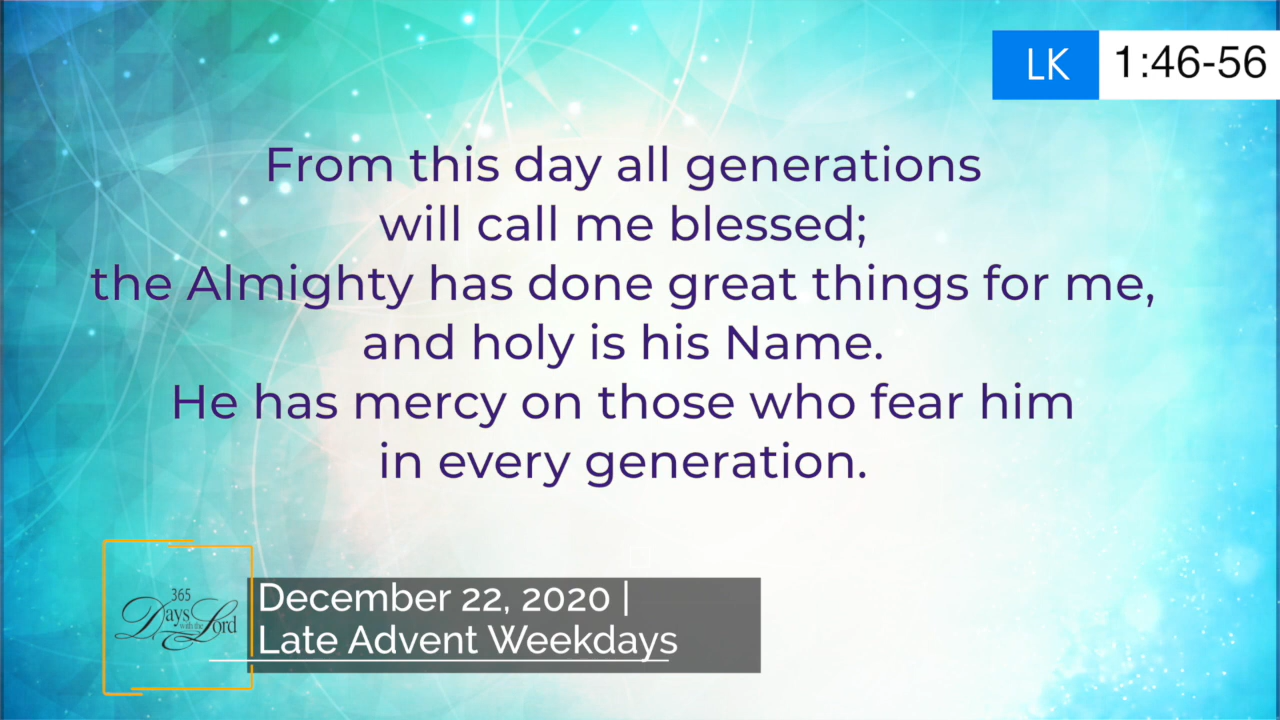 LK 1:46-56
From this day all generations
will call me blessed;
the Almighty has done great things for me,
and holy is his Name.
He has mercy on those who fear him
in every generation.
365
Days with the Lord
December 22, 2020 |
Late Advent Weekdays